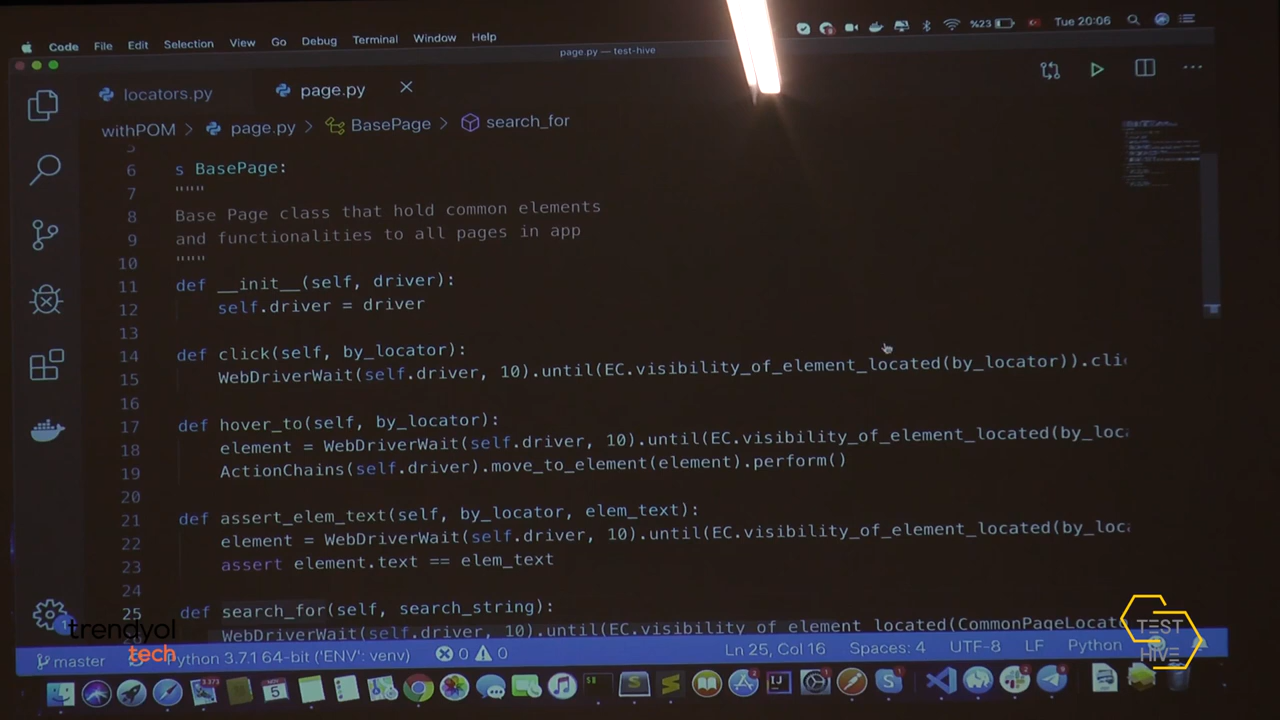 Code File Edit Selection View Go Debug Terminal Window Help
%23 Tue 20:06
page.py — test-hive
locators.py page.py
withPOM > page.py > BasePage > search_for
6 s BasePage:
7 """
8 Base Page class that hold common elements
9 and functionalities to all pages in app
10 """
11 def __init__(self, driver):
12 self.driver = driver
13
14 def click(self, by_locator):
15 WebDriverWait(self.driver, 10).until(EC.visibility_of_element_located(by_locator)).cli
16
17 def hover_to(self, by_locator):
18 element = WebDriverWait(self.driver, 10).until(EC.visibility_of_element_located(by_loc
19 ActionChains(self.driver).move_to_element(element).perform()
20
21 def assert_elem_text(self, by_locator, elem_text):
22 element = WebDriverWait(self.driver, 10).until(EC.visibility_of_element_located(by_loc
23 assert element.text == elem_text
24
25 def search_for(self, search_string):
WebDriverWait(self.driver, 10).until(EC.visibility_of_element_located(CommonPageLocato
trendyol
tech
TEST
HIVE
master Python 3.7.1 64-bit ('ENV': venv) 0 0 Ln 25, Col 16 Spaces: 4 UTF-8 LF Python